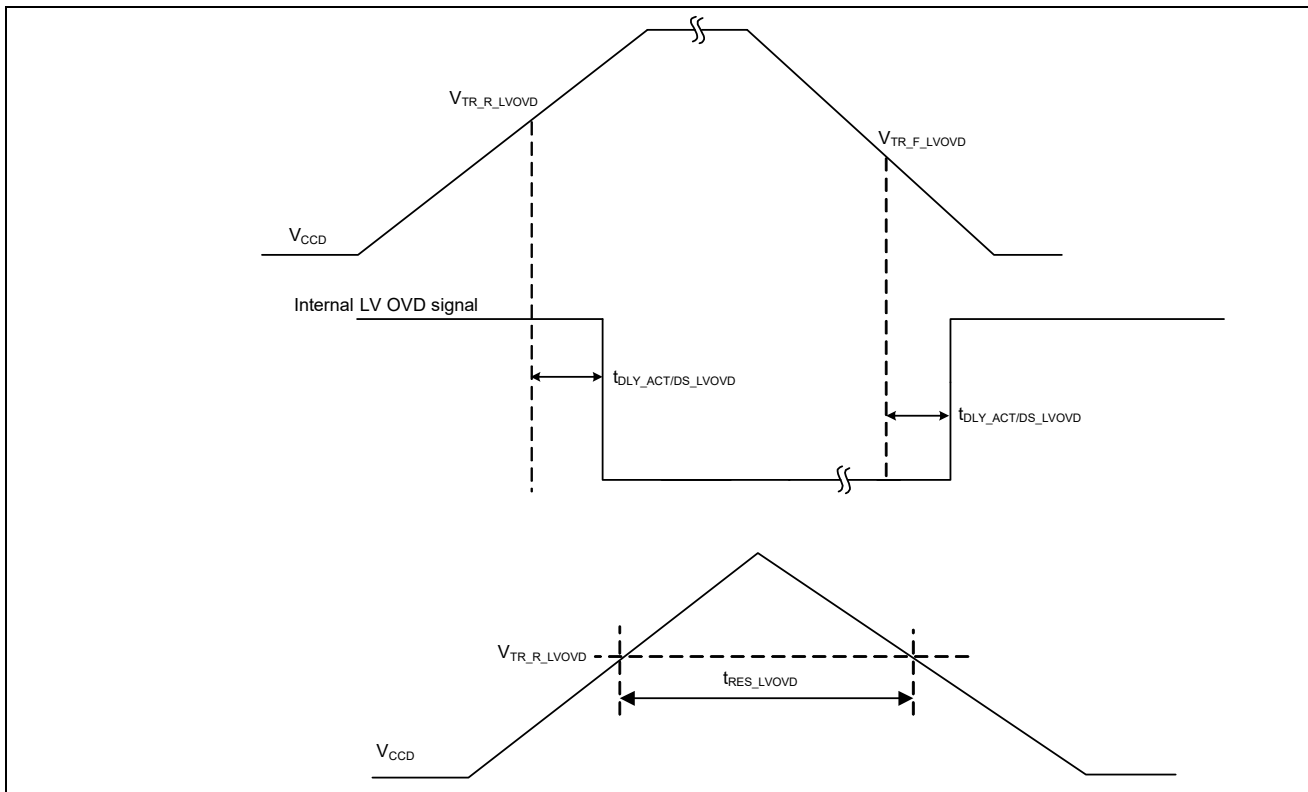 V_TR_R_LVOVD
V_TR_F_LVOVD
V_CCD
Internal LV OVD signal
t_DLY_ACT/DS_LVOVD
t_DLY_ACT/DS_LVOVD
V_TR_R_LVOVD
t_RES_LVOVD
V_CCD